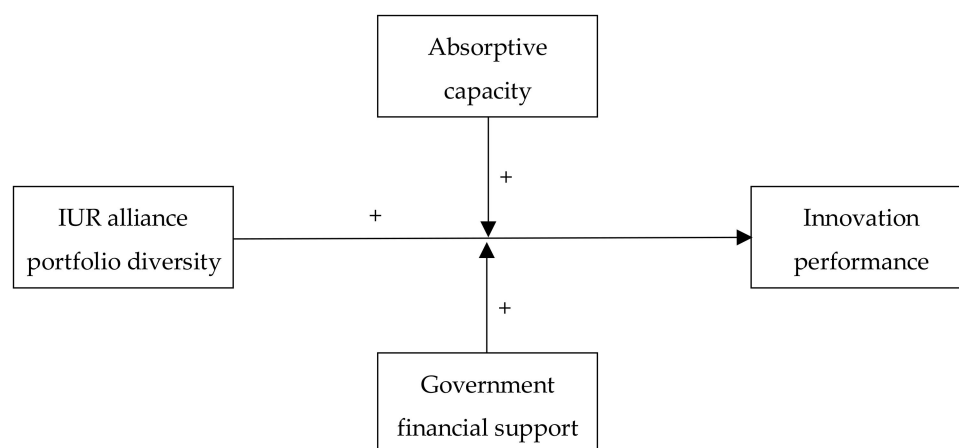 Absorptive
capacity
+
IUR alliance
portfolio diversity
+
Innovation
performance
+
Government
financial support